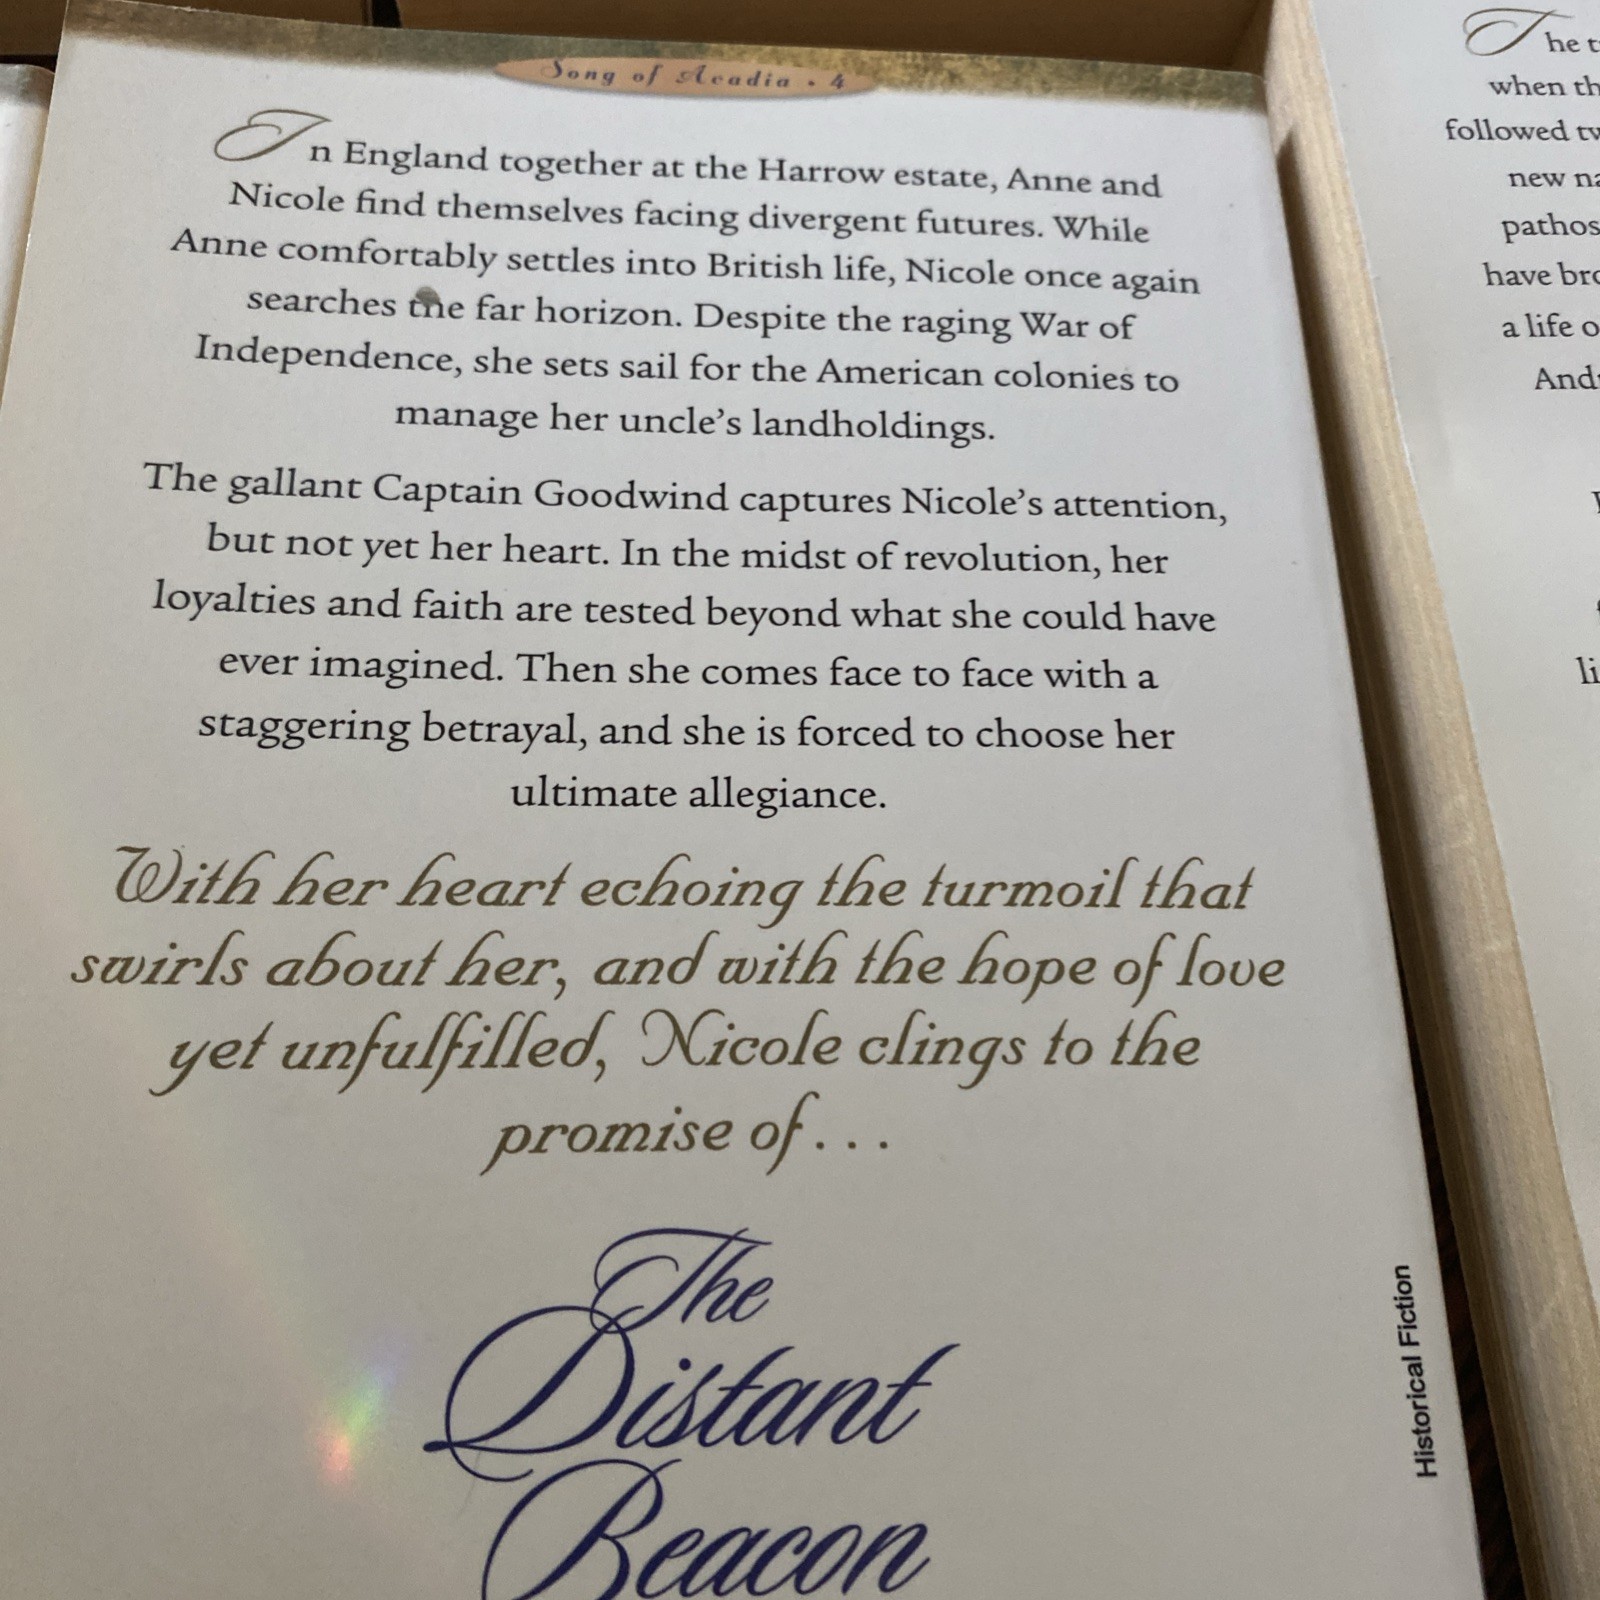 Song of Acadia • 4
In England together at the Harrow estate, Anne and
Nicole find themselves facing divergent futures. While
Anne comfortably settles into British life, Nicole once again
searches the far horizon. Despite the raging War of
Independence, she sets sail for the American colonies to
manage her uncle's landholdings.
The gallant Captain Goodwind captures Nicole's attention,
but not yet her heart. In the midst of revolution, her
loyalties and faith are tested beyond what she could have
ever imagined. Then she comes face to face with a
staggering betrayal, and she is forced to choose her
ultimate allegiance.
With her heart echoing the turmoil that
swirls about her, and with the hope of love
yet unfulfilled, Nicole clings to the
promise of...
The
Distant
Beacon
Historical Fiction
The
when
followed
new
pathos
have
a life